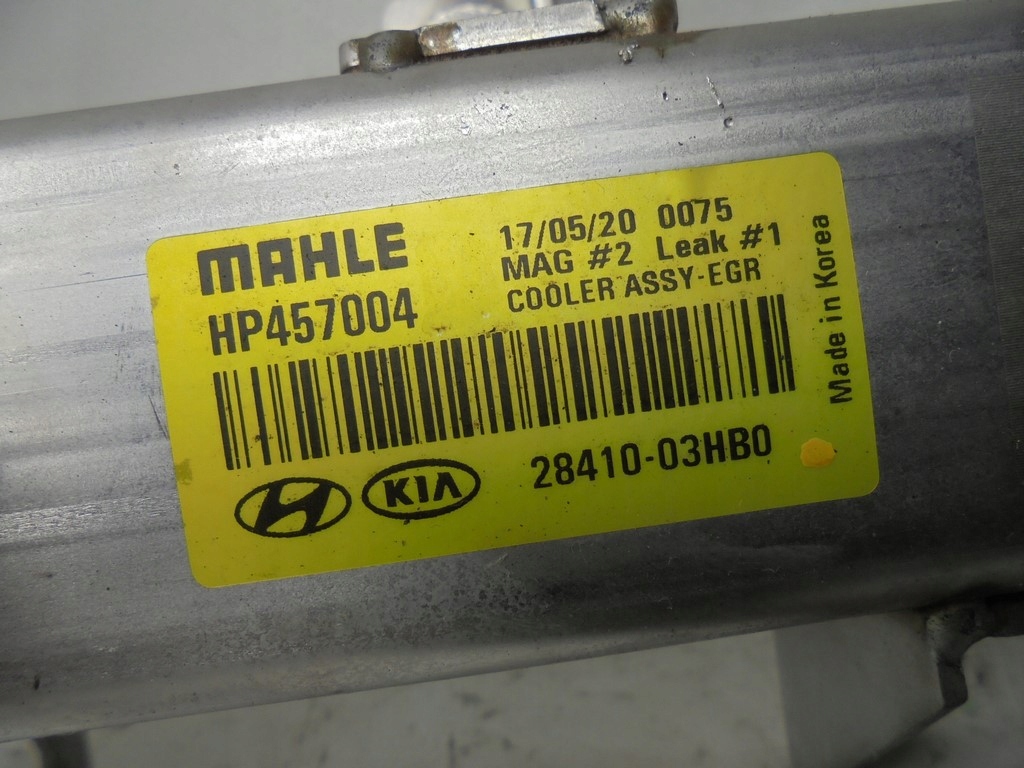 MAHLE
HP457004
17/05/20 0075
MAG #2 Leak #1
COOLER ASSY-EGR
Made in Korea
KIA
28410-03HB0